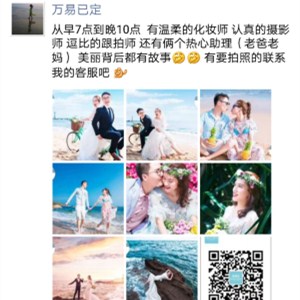 万易已定
从早7点到晚10点 有温柔的化妆师 认真的摄影
师 逗比的跟拍师 还有俩个热心助理（老爸老
妈） 美丽背后都有故事🤣🤣 有要拍照的联系
我的客服吧